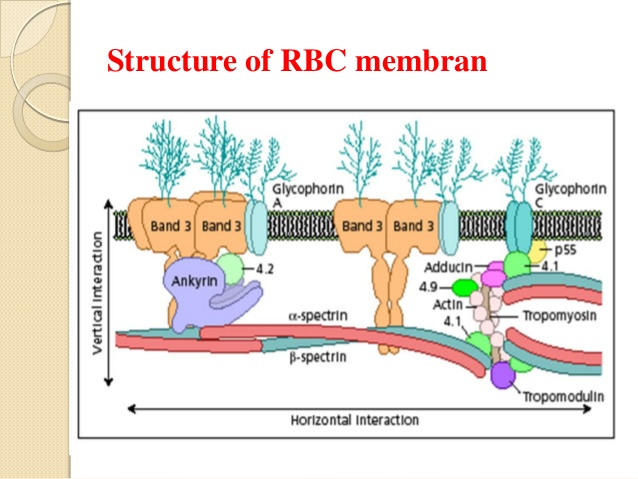 Structure of RBC membran
Glycophorin
A
Glycophorin
C
Band 3
Band 3
Band 3
Band 3
p55
4.2
Adducin
4.1
Ankyrin
4.9
Actin
α-spectrin
4.1
Tropomyosin
β-spectrin
Tropomodulin
Vertical interaction
Horizontal interaction